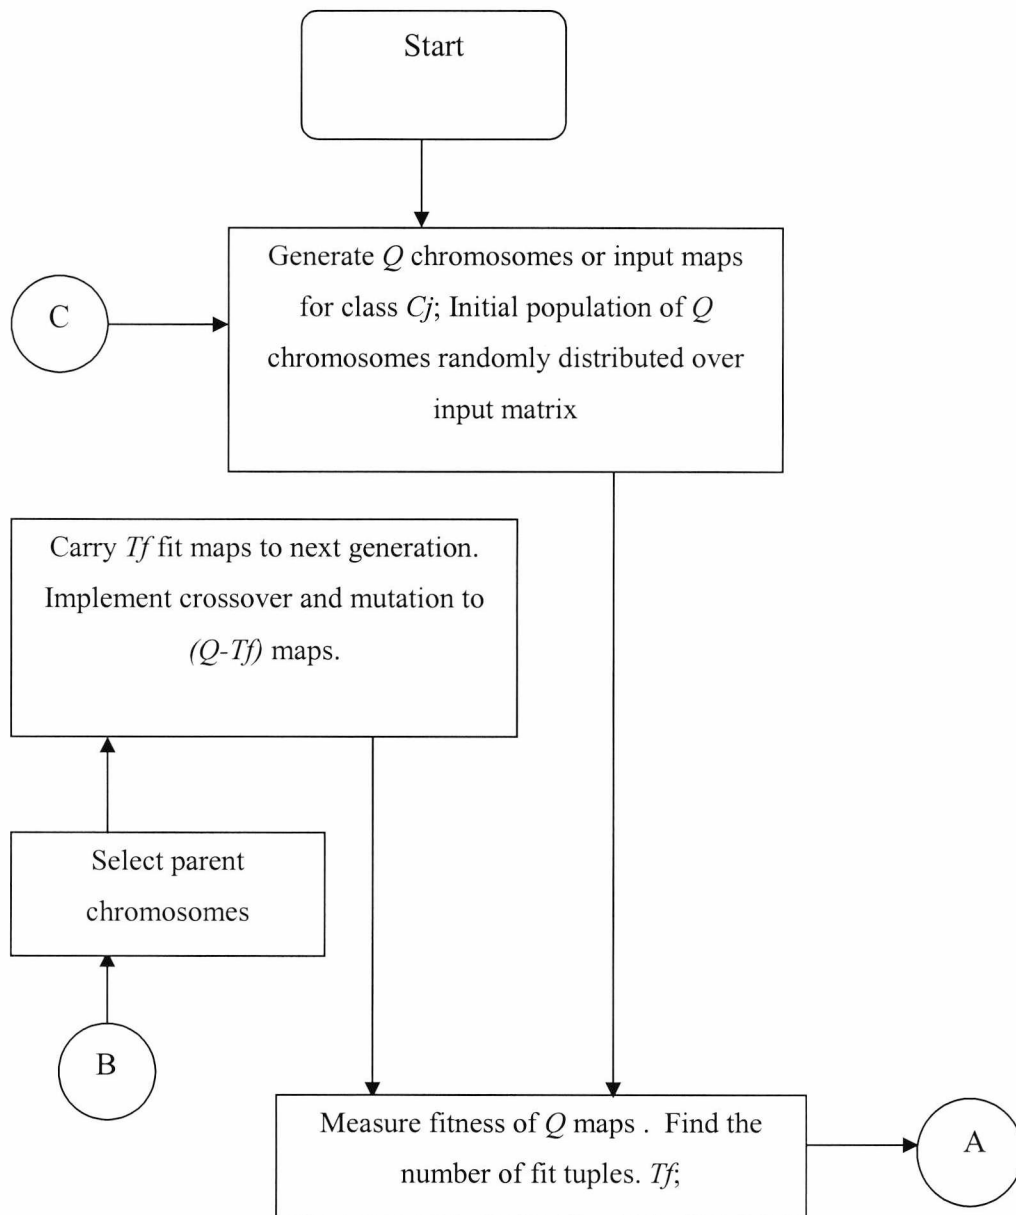 Start
Generate Q chromosomes or input maps
for class Cj; Initial population of Q
chromosomes randomly distributed over
input matrix
C
Carry Tf fit maps to next generation.
Implement crossover and mutation to
(Q-Tf) maps.
Select parent
chromosomes
B
Measure fitness of Q maps . Find the
number of fit tuples. Tf;
A